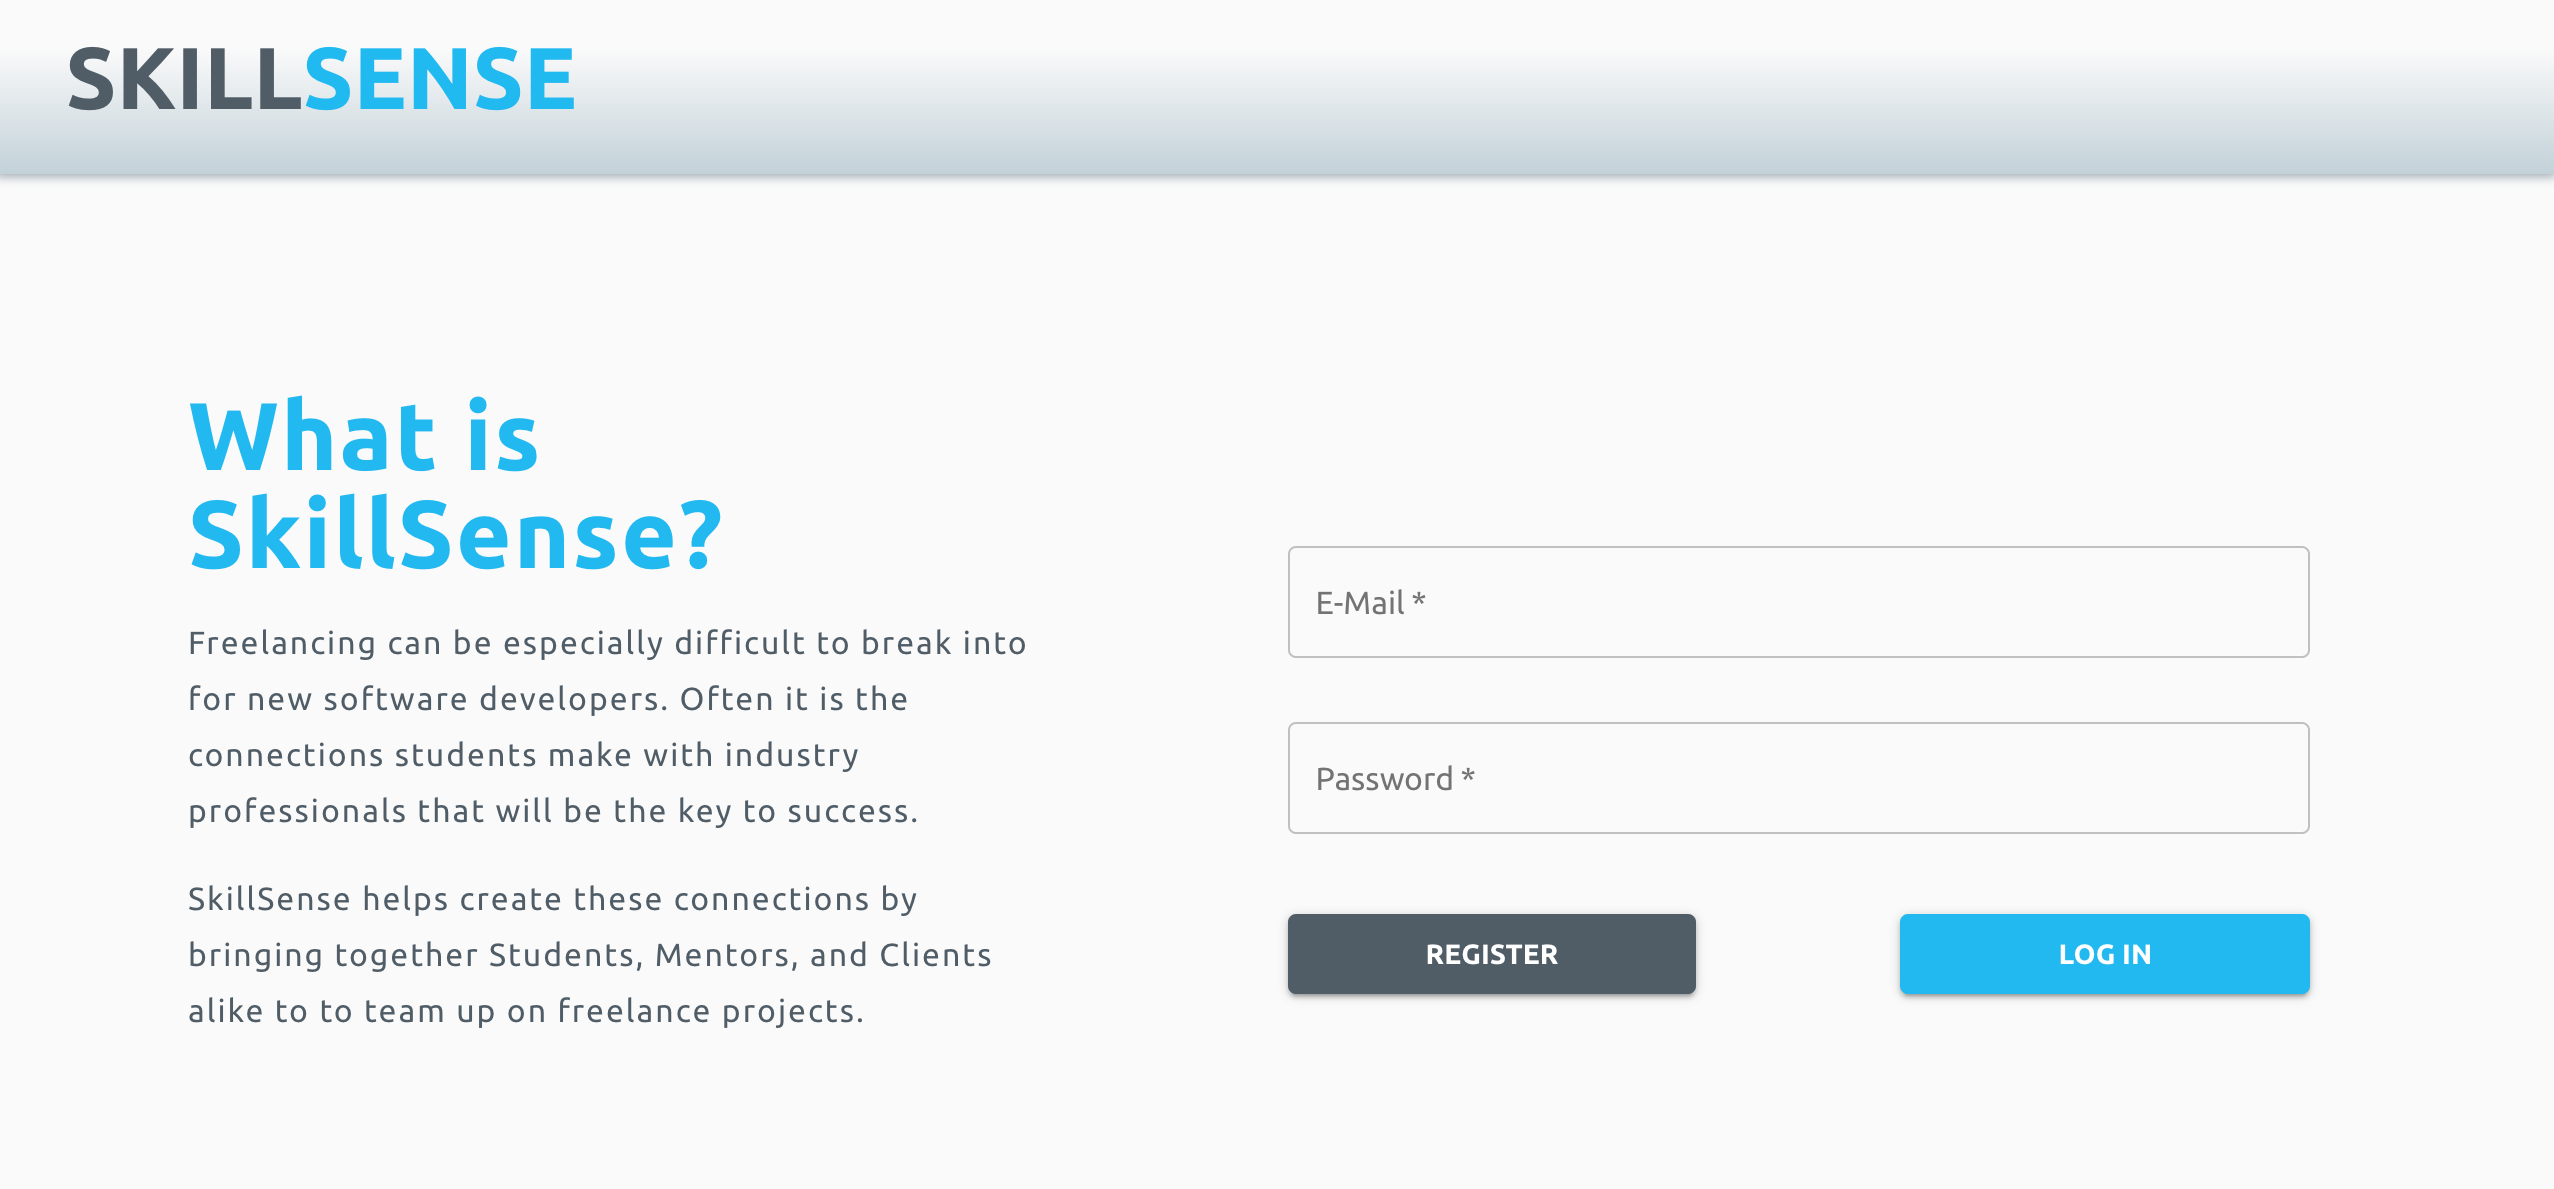 SKILLSENSE
What is
SkillSense?
Freelancing can be especially difficult to break into
for new software developers. Often it is the
connections students make with industry
professionals that will be the key to success.
SkillSense helps create these connections by
bringing together Students, Mentors, and Clients
alike to to team up on freelance projects.
E-Mail *
Password *
REGISTER
LOG IN